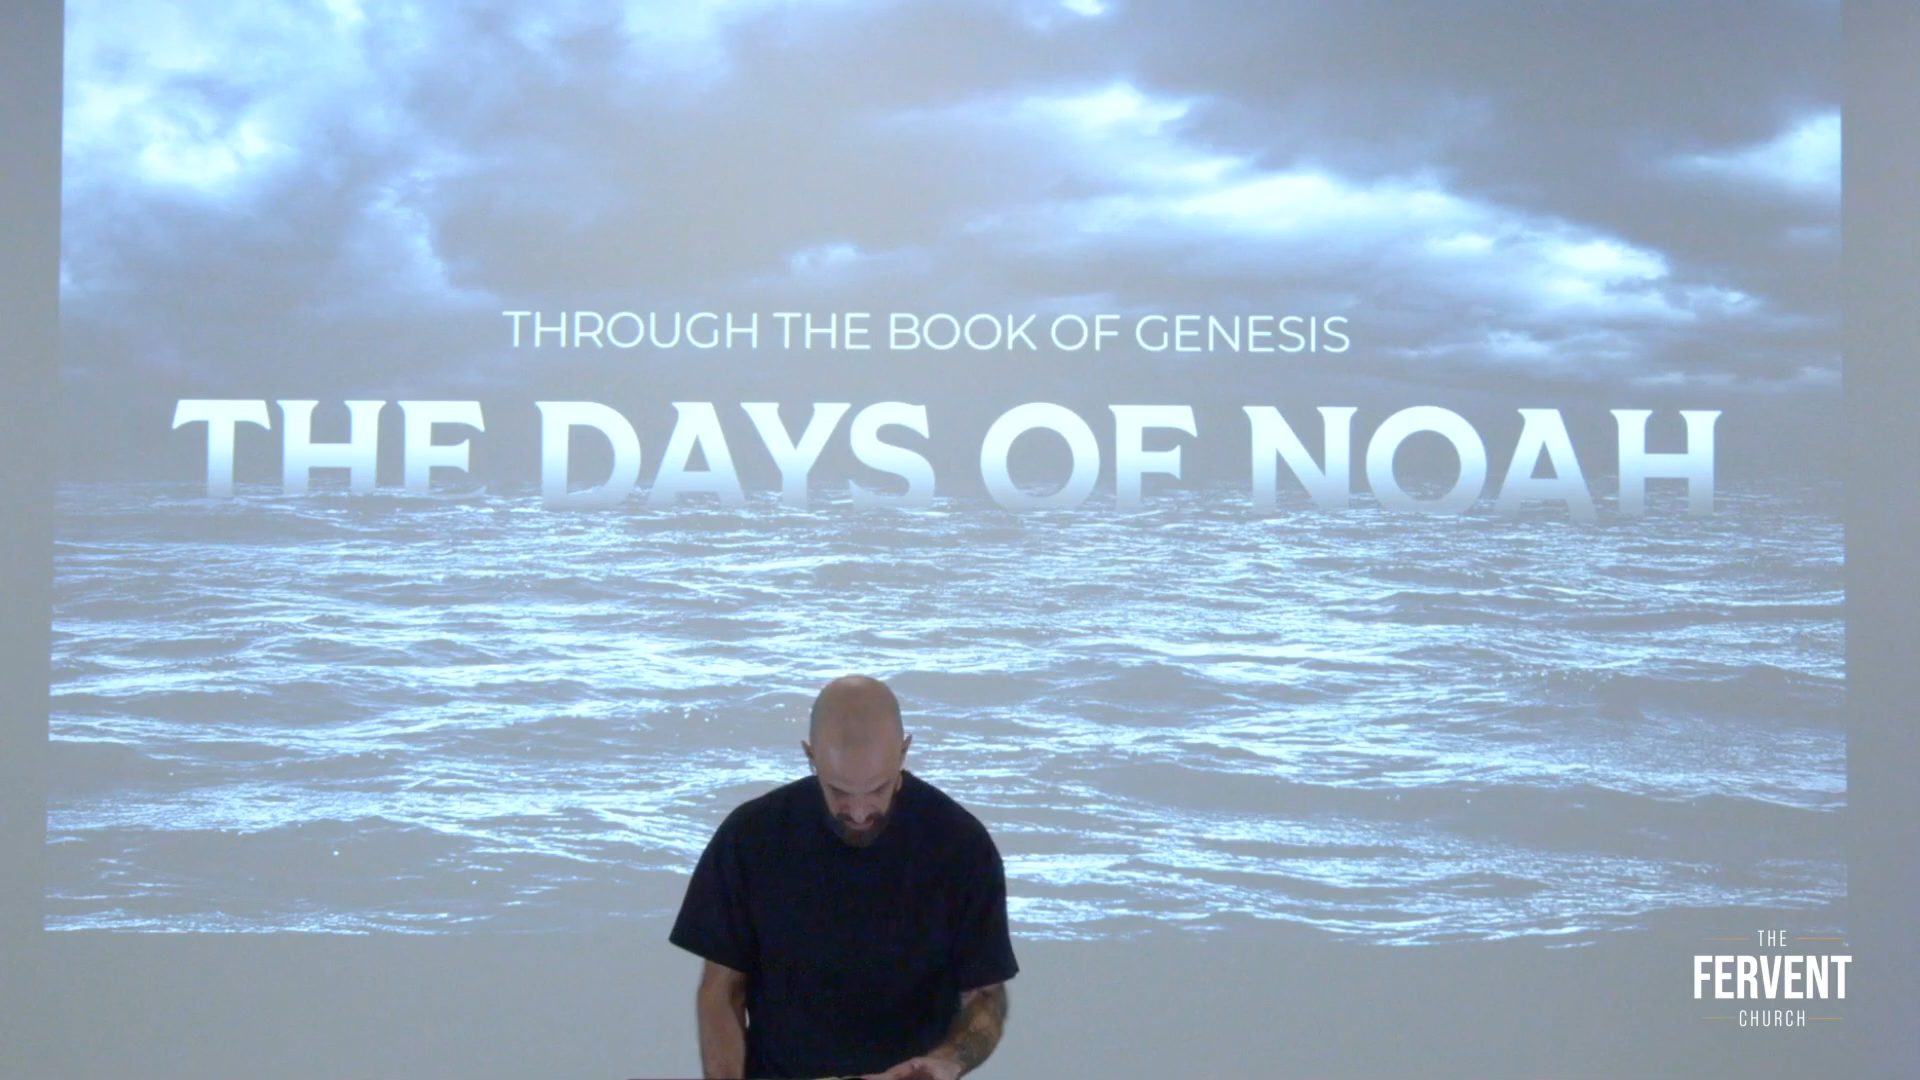 THROUGH THE BOOK OF GENESIS
THE DAYS OF NOAH
THE
FERVENT
CHURCH